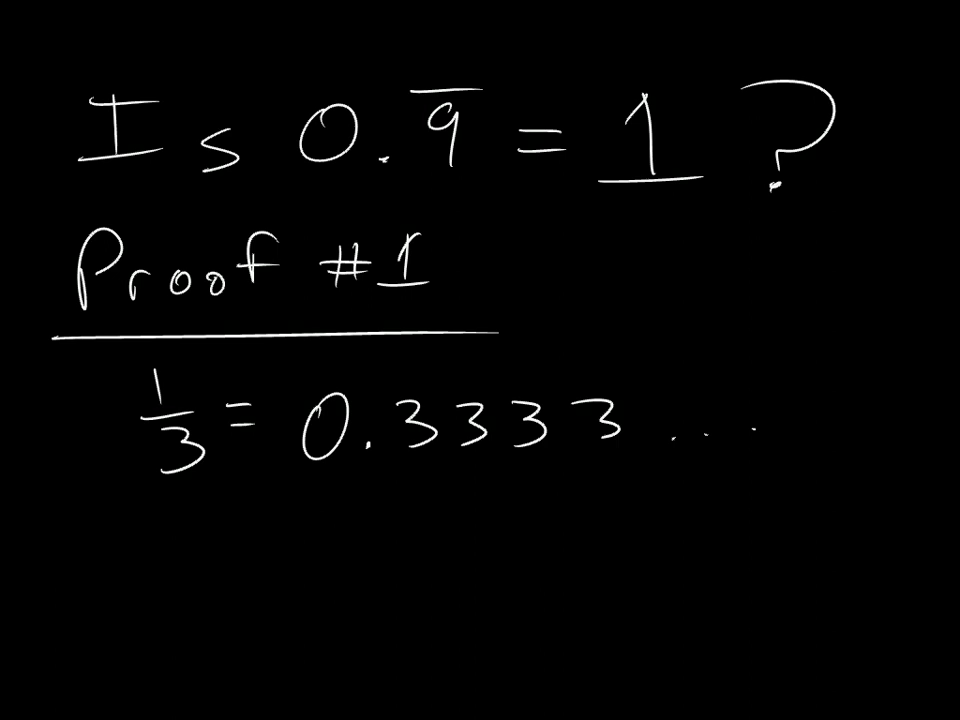 Is 0.9̅ = 1 ?
Proof #1
1/3 = 0.3333 ...